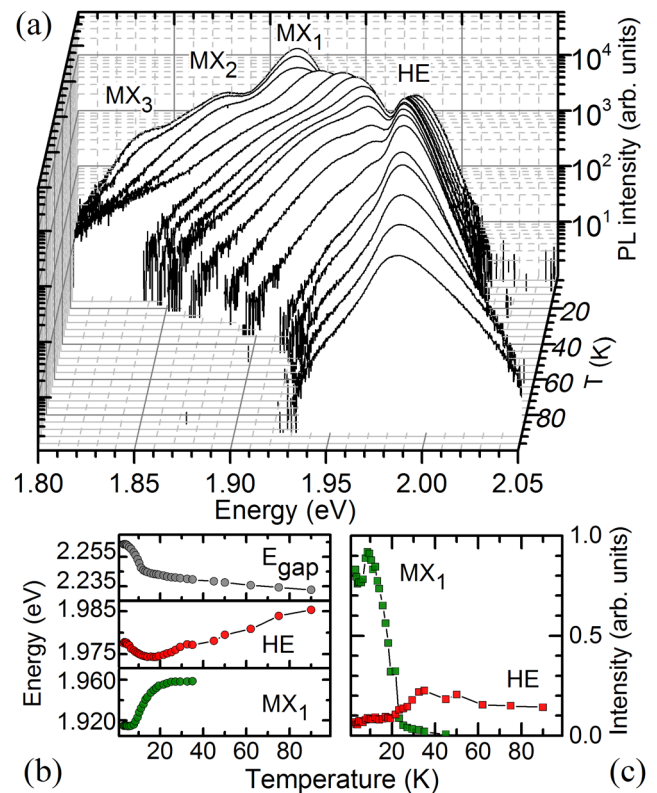 (a)
MX1
MX2
HE
MX3
10^4
10^3
10^2
10^1
PL intensity (arb. units)
20
40
60
80
T (K)
1.80 1.85 1.90 1.95 2.00 2.05
Energy (eV)
2.255
2.235
Egap
1.985
1.975
HE
1.960
1.920
MX1
Energy (eV)
20 40 60 80
1.0
0.5
0.0
MX1
HE
Intensity (arb. units)
20 40 60 80
(b) Temperature (K) (c)